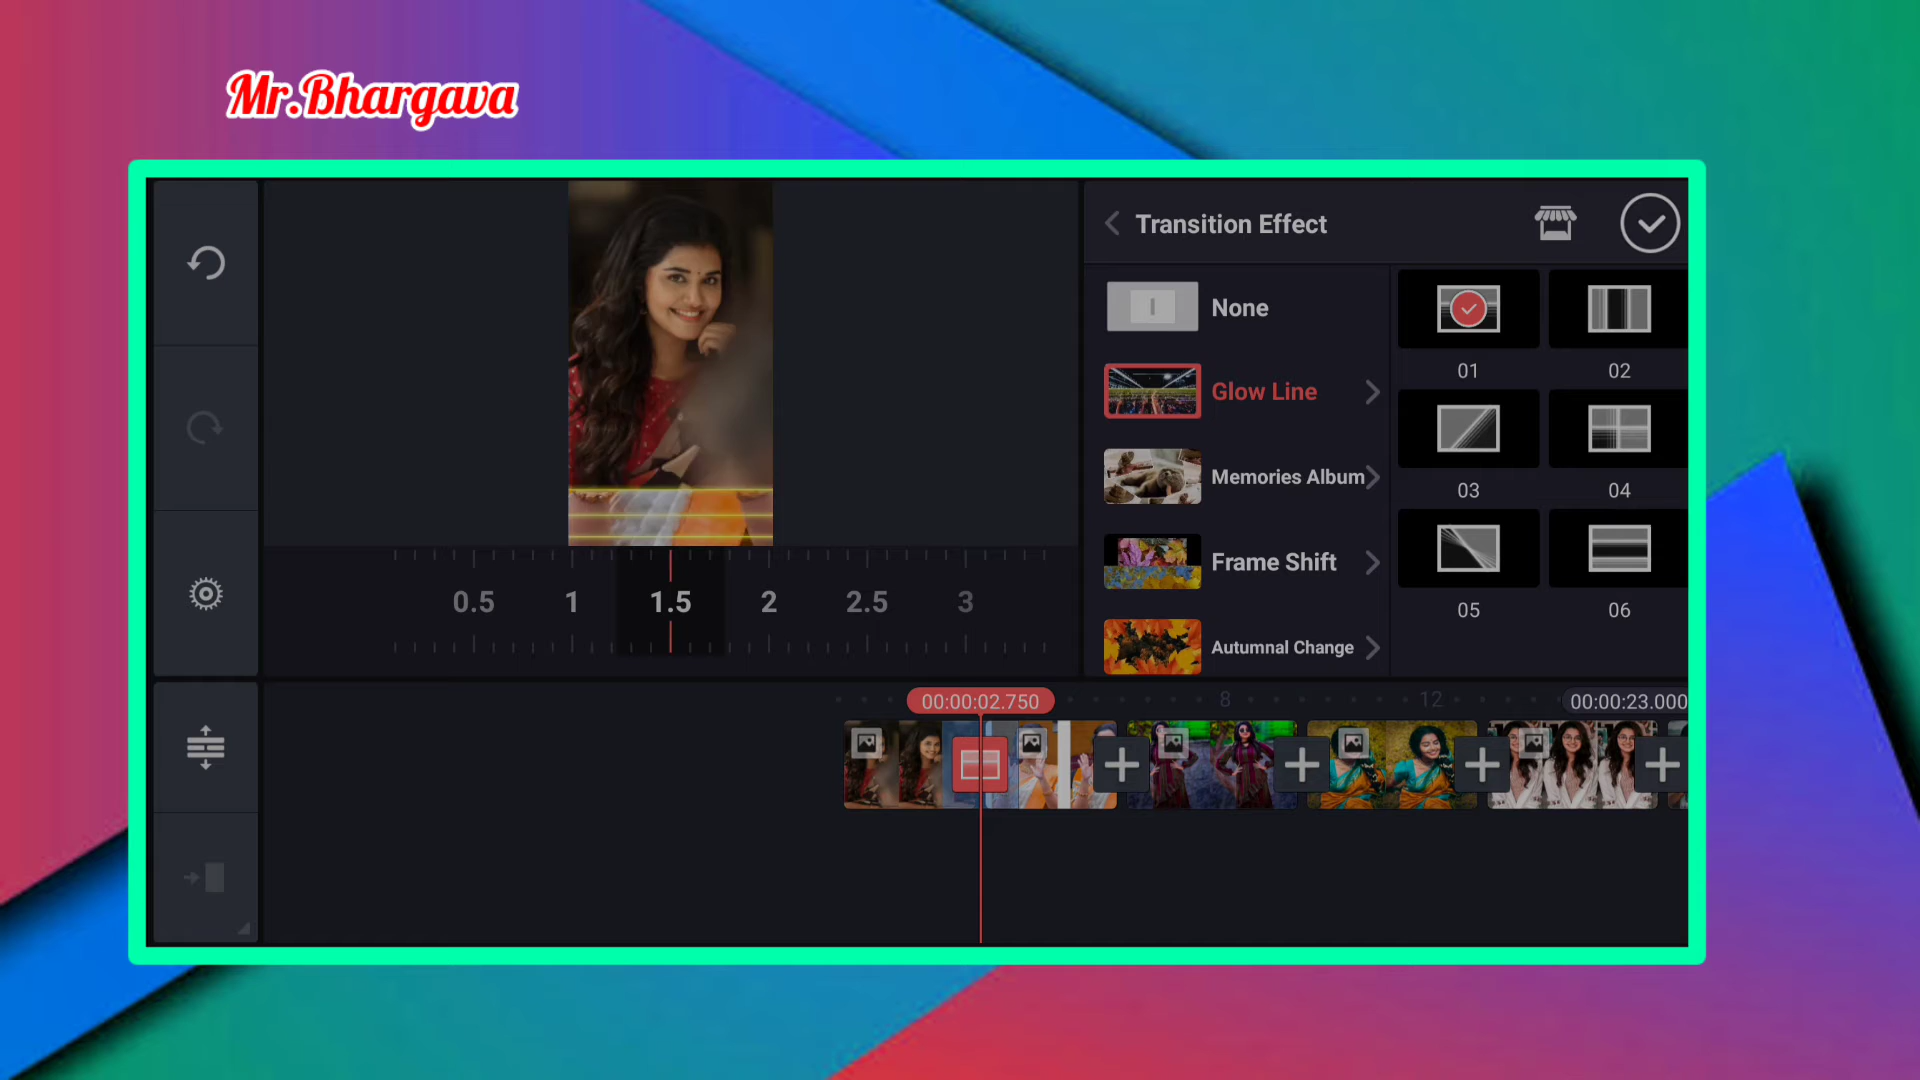 Mr.Bhargava
Transition Effect
None
Glow Line
Memories Album
Frame Shift
Autumnal Change
01
02
03
04
05
06
0.5
1
1.5
2
2.5
3
00:00:02.750
8
12
00:00:23.000